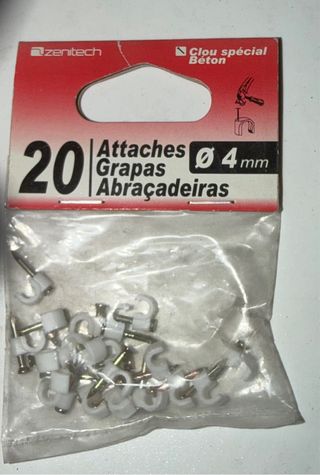 zenitech
Clou spécial
Béton
20
Attaches
Grapas
Abraçadeiras
Ø 4 mm